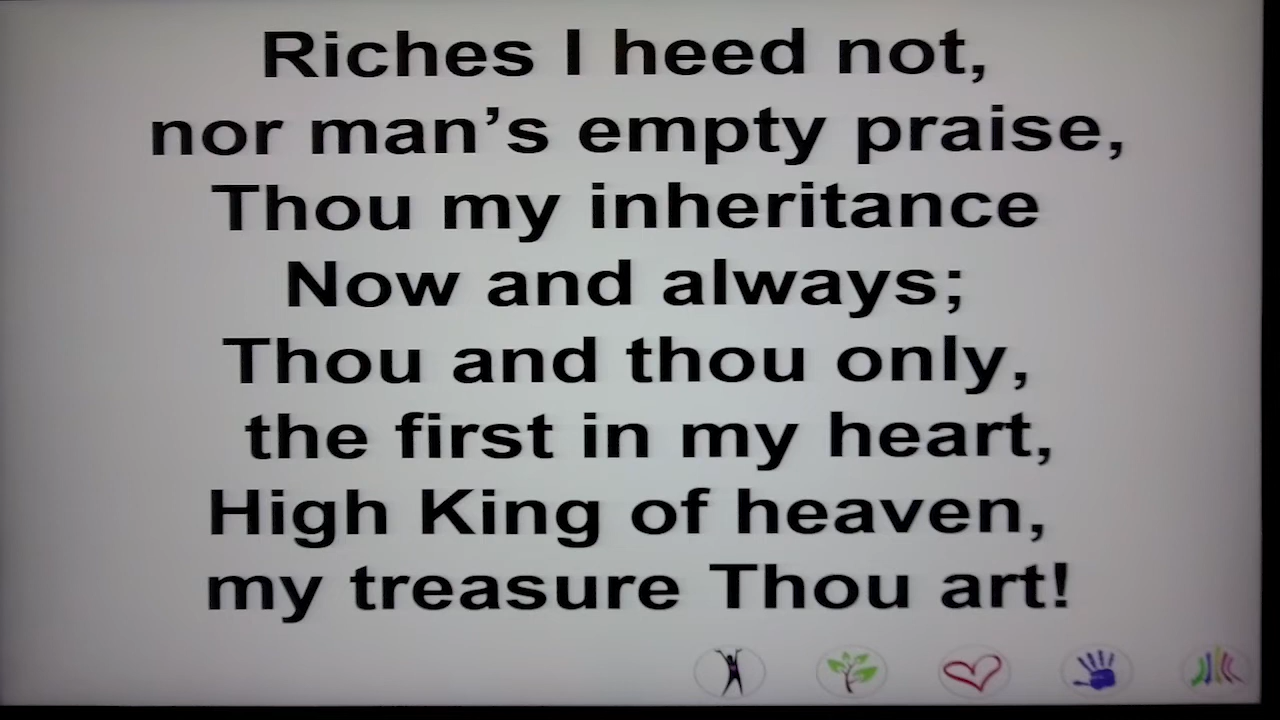 Riches I heed not,
nor man’s empty praise,
Thou my inheritance
Now and always;
Thou and thou only,
the first in my heart,
High King of heaven,
my treasure Thou art!